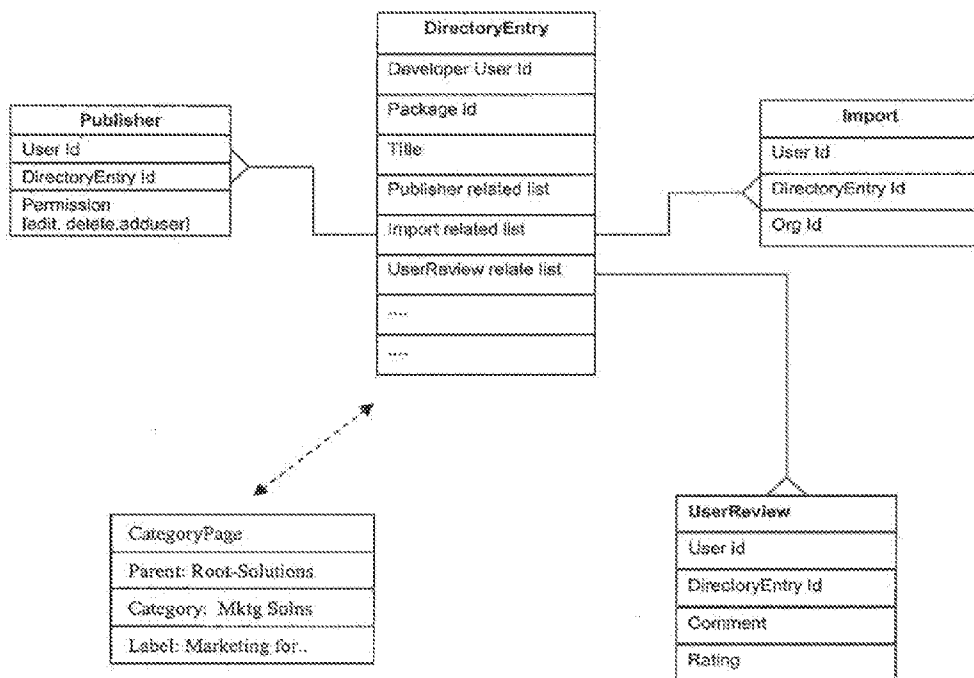 DirectoryEntry
Developer User Id
Package Id
Title
Publisher related list
Import related list
UserReview relate list
....
....
Publisher
User Id
DirectoryEntry Id
Permission
[edit, delete,adduser]
Import
User Id
DirectoryEntry Id
Org Id
CategoryPage
Parent: Root-Solutions
Category: Mktg Solns
Label: Marketing for..
UserReview
User id
DirectoryEntry Id
Comment
Rating